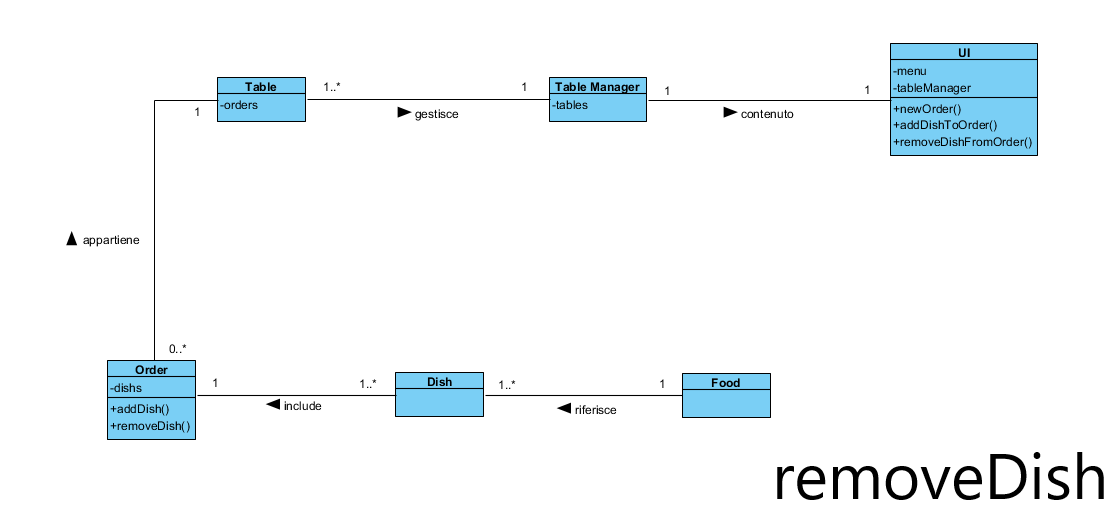 UI
-menu
-tableManager
+newOrder()
+addDishToOrder()
+removeDishFromOrder()
Table
-orders
1..*
1
gestisce
Table Manager
-tables
1
1
contenuto
1
appartiene
0..*
Order
-dishs
+addDish()
+removeDish()
1
1..*
include
Dish
1..*
1
riferisce
Food
removeDish